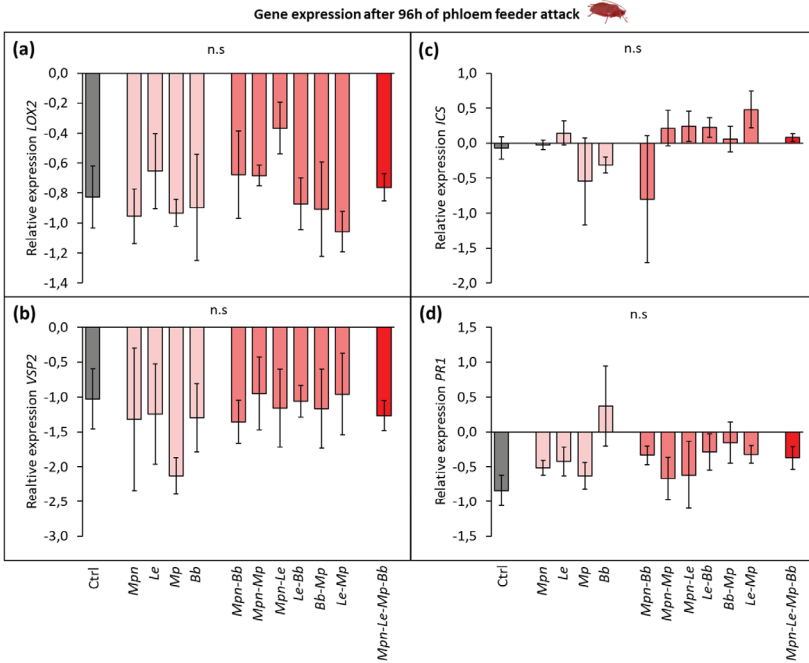 Gene expression after 96h of phloem feeder attack
(a)
n.s
Relative expression LOX2
0,0
-0,2
-0,4
-0,6
-0,8
-1,0
-1,2
-1,4
(c)
n.s
Relative expression ICS
1,0
0,5
0,0
-0,5
-1,0
-1,5
-2,0
(b)
n.s
Realtive expression VSP2
0,0
-0,5
-1,0
-1,5
-2,0
-2,5
-3,0
(d)
n.s
Relative expression PR1
1,5
1,0
0,5
0,0
-0,5
-1,0
-1,5
Ctrl
Mpn
Le
Mp
Bb
Mpn-Bb
Mpn-Mp
Mpn-Le
Le-Bb
Bb-Mp
Le-Mp
Mpn-Le-Mp-Bb
Ctrl
Mpn
Le
Mp
Bb
Mpn-Bb
Mpn-Mp
Mpn-Le
Le-Bb
Bb-Mp
Le-Mp
Mpn-Le-Mp-Bb